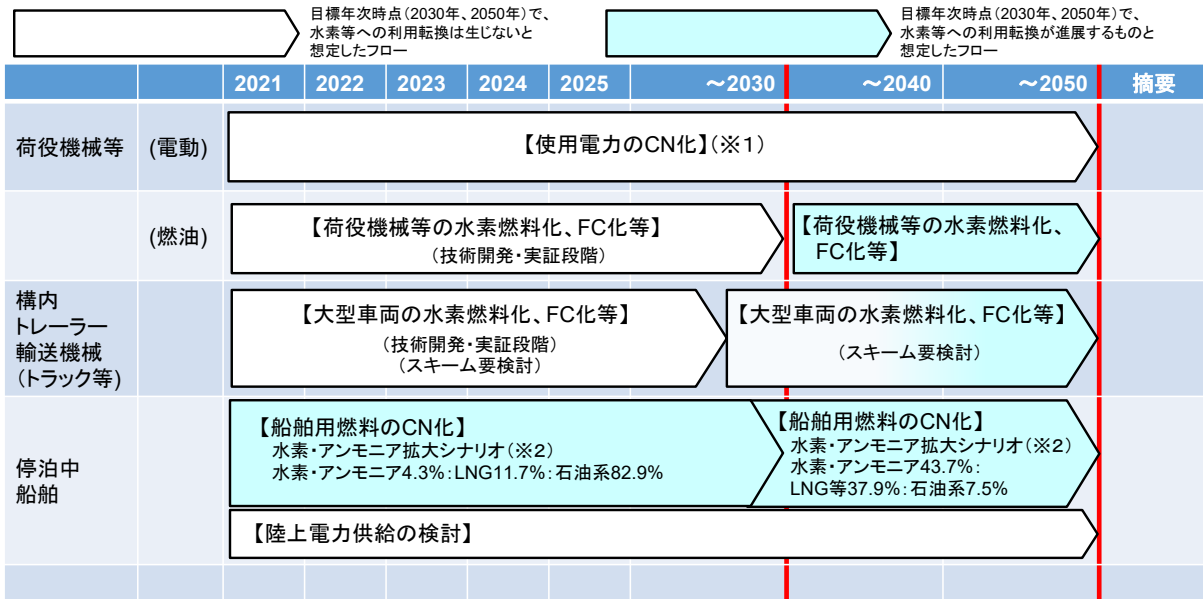 目標年次時点(2030年、2050年)で、
水素等への利用転換は生じないと
想定したフロー
目標年次時点(2030年、2050年)で、
水素等への利用転換が進展するものと
想定したフロー
2021 2022 2023 2024 2025 ~2030 ~2040 ~2050 摘要
荷役機械等 (電動) 【使用電力のCN化】(※1)
(燃油)
【荷役機械等の水素燃料化、FC化等】
(技術開発・実証段階)
【荷役機械等の水素燃料化、
FC化等】
構内
トレーラー
輸送機械
(トラック等)
【大型車両の水素燃料化、FC化等】
(技術開発・実証段階)
(スキーム要検討)
【大型車両の水素燃料化、FC化等】
(スキーム要検討)
停泊中
船舶
【船舶用燃料のCN化】
水素・アンモニア拡大シナリオ(※2)
水素・アンモニア4.3%:LNG11.7%:石油系82.9%
【船舶用燃料のCN化】
水素・アンモニア拡大シナリオ(※2)
水素・アンモニア43.7%:
LNG等37.9%:石油系7.5%
【陸上電力供給の検討】